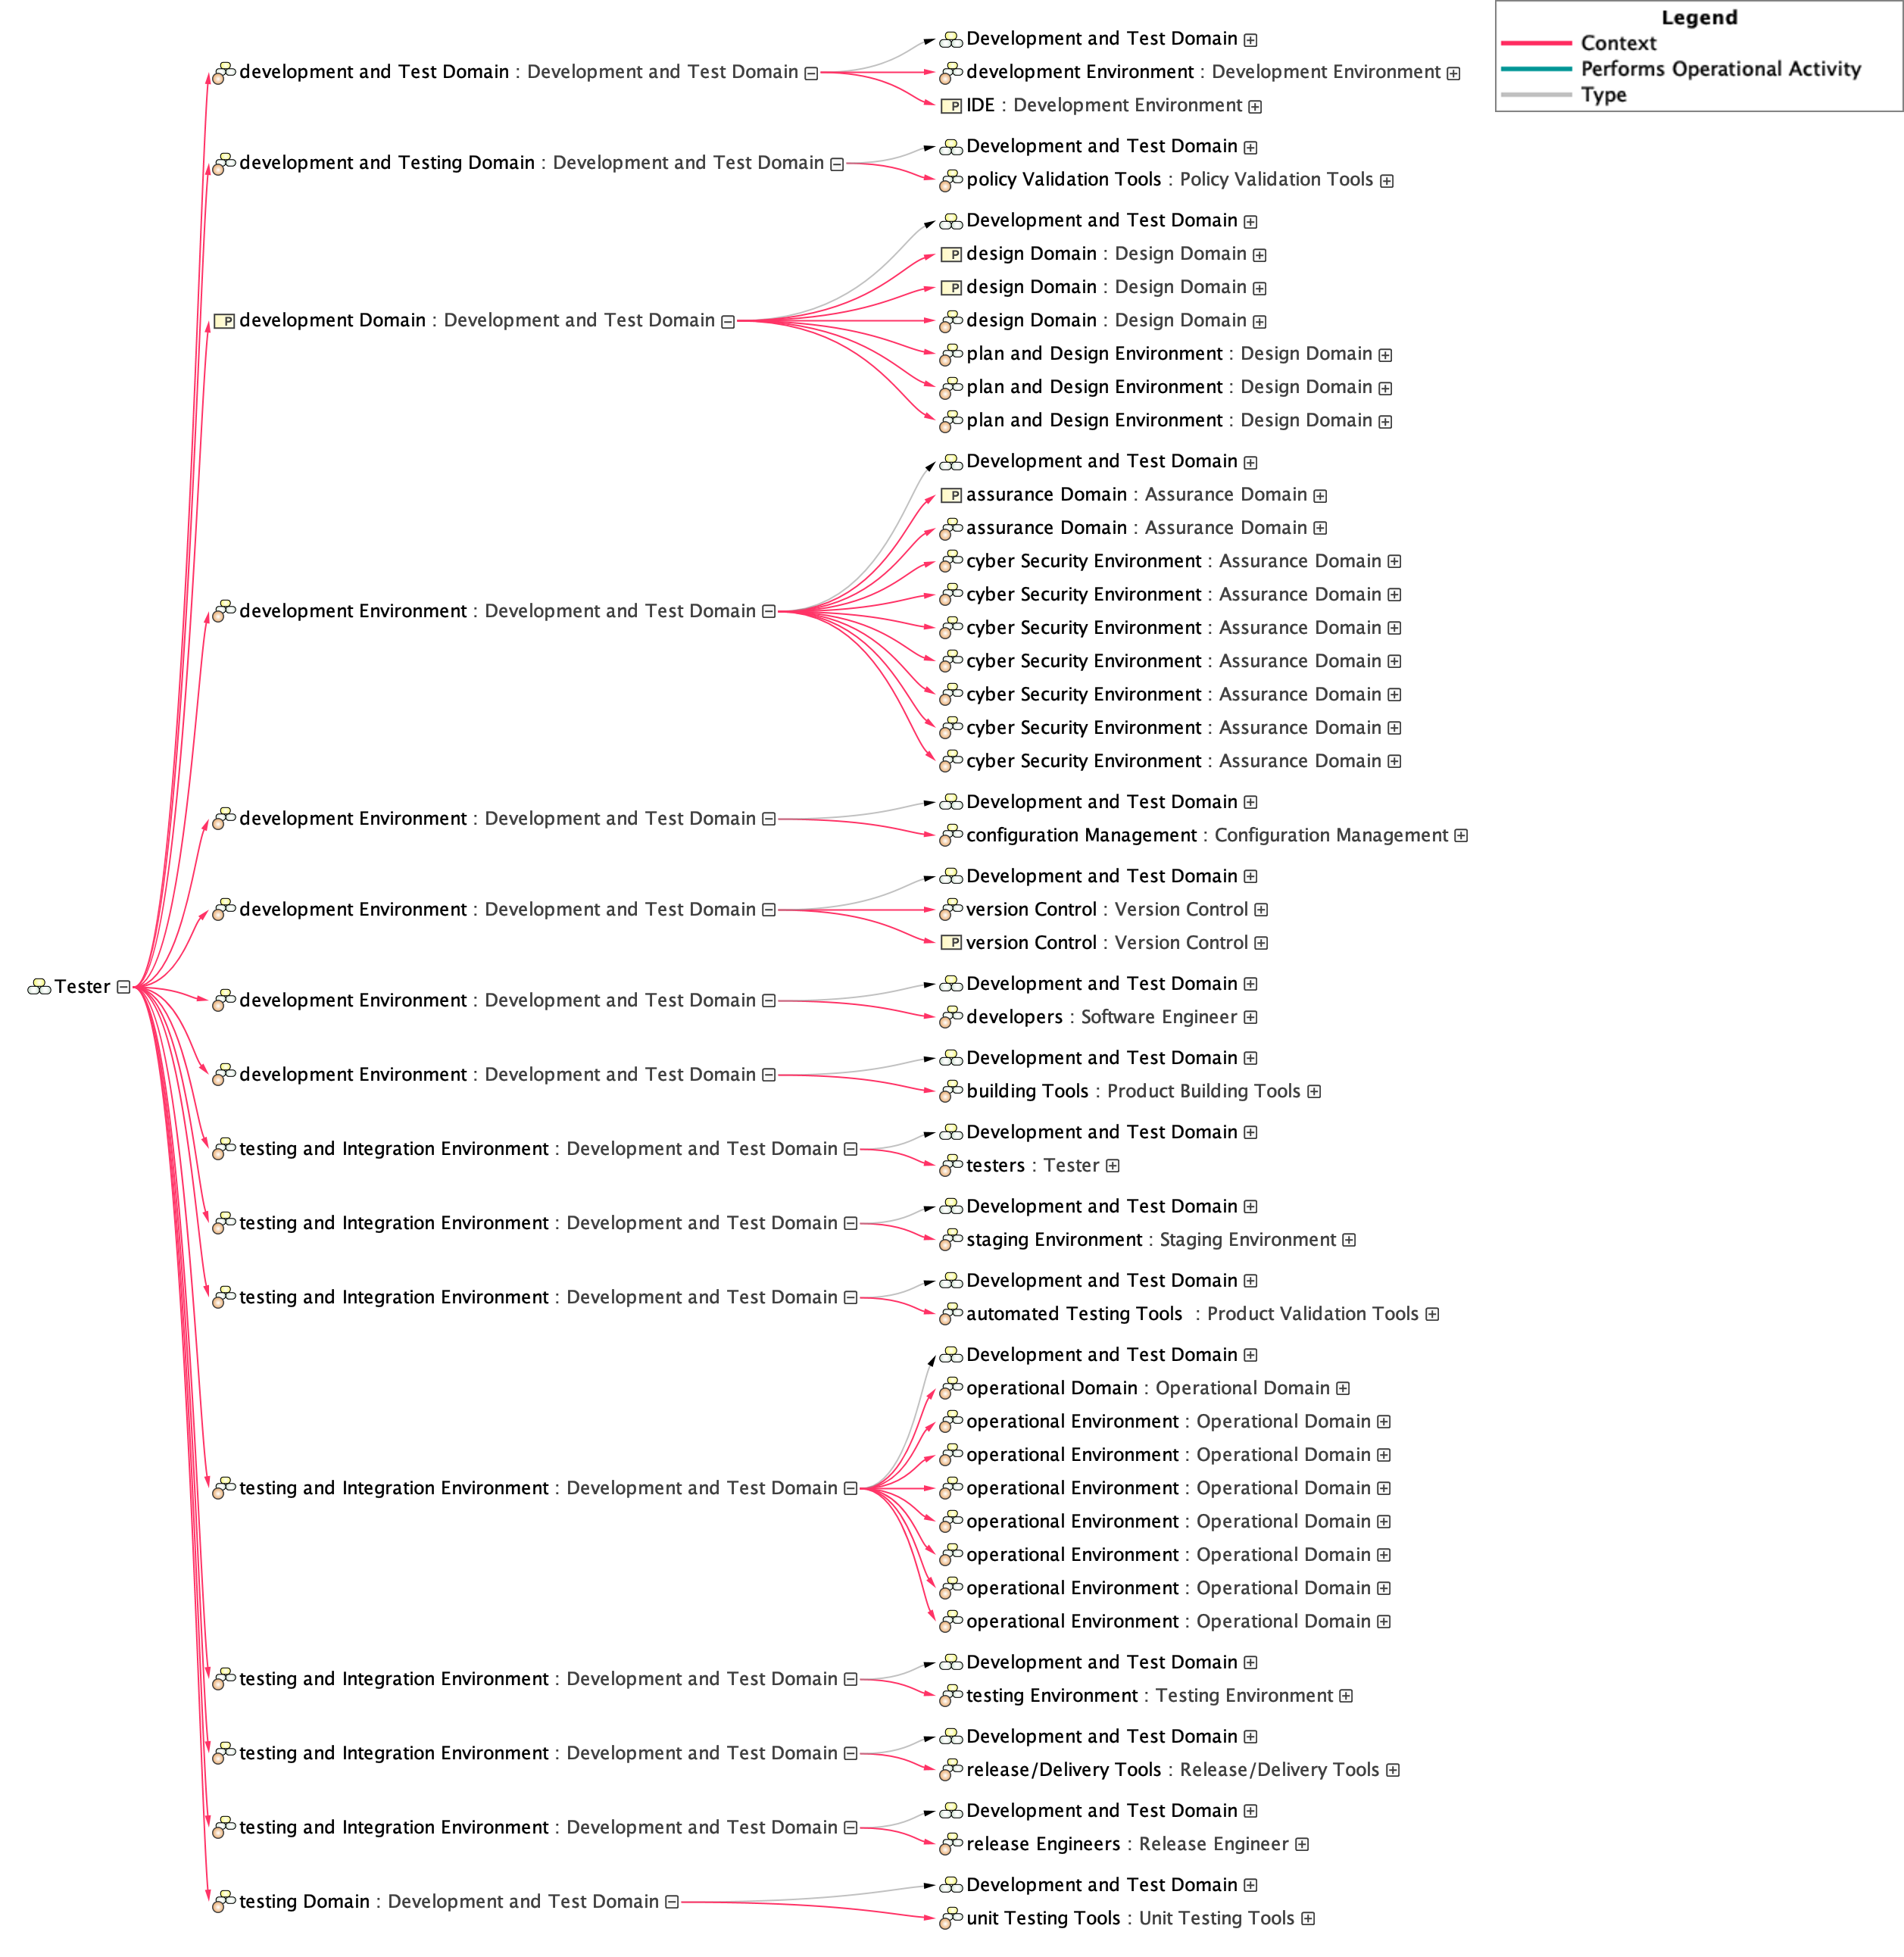 Legend
Context
Performs Operational Activity
Type
Tester
development and Test Domain : Development and Test Domain
Development and Test Domain
development Environment : Development Environment
P IDE : Development Environment
development and Testing Domain : Development and Test Domain
Development and Test Domain
policy Validation Tools : Policy Validation Tools
P development Domain : Development and Test Domain
Development and Test Domain
P design Domain : Design Domain
P design Domain : Design Domain
design Domain : Design Domain
plan and Design Environment : Design Domain
plan and Design Environment : Design Domain
plan and Design Environment : Design Domain
development Environment : Development and Test Domain
Development and Test Domain
P assurance Domain : Assurance Domain
assurance Domain : Assurance Domain
cyber Security Environment : Assurance Domain
cyber Security Environment : Assurance Domain
cyber Security Environment : Assurance Domain
cyber Security Environment : Assurance Domain
cyber Security Environment : Assurance Domain
cyber Security Environment : Assurance Domain
cyber Security Environment : Assurance Domain
development Environment : Development and Test Domain
Development and Test Domain
configuration Management : Configuration Management
development Environment : Development and Test Domain
Development and Test Domain
version Control : Version Control
P version Control : Version Control
development Environment : Development and Test Domain
Development and Test Domain
developers : Software Engineer
development Environment : Development and Test Domain
Development and Test Domain
building Tools : Product Building Tools
testing and Integration Environment : Development and Test Domain
Development and Test Domain
testers : Tester
testing and Integration Environment : Development and Test Domain
Development and Test Domain
staging Environment : Staging Environment
testing and Integration Environment : Development and Test Domain
Development and Test Domain
automated Testing Tools : Product Validation Tools
testing and Integration Environment : Development and Test Domain
Development and Test Domain
operational Domain : Operational Domain
operational Environment : Operational Domain
operational Environment : Operational Domain
operational Environment : Operational Domain
operational Environment : Operational Domain
operational Environment : Operational Domain
operational Environment : Operational Domain
operational Environment : Operational Domain
testing and Integration Environment : Development and Test Domain
Development and Test Domain
testing Environment : Testing Environment
testing and Integration Environment : Development and Test Domain
Development and Test Domain
release/Delivery Tools : Release/Delivery Tools
testing and Integration Environment : Development and Test Domain
Development and Test Domain
release Engineers : Release Engineer
testing Domain : Development and Test Domain
Development and Test Domain
unit Testing Tools : Unit Testing Tools